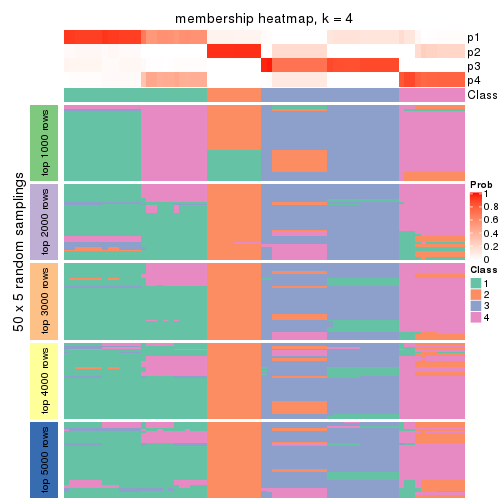 membership heatmap, k = 4
p1
p2
p3
p4
Class
50 x 5 random samplings
top 1000 rows
top 2000 rows
top 3000 rows
top 4000 rows
top 5000 rows
Prob
1
0.8
0.6
0.4
0.2
0
Class
1
2
3
4